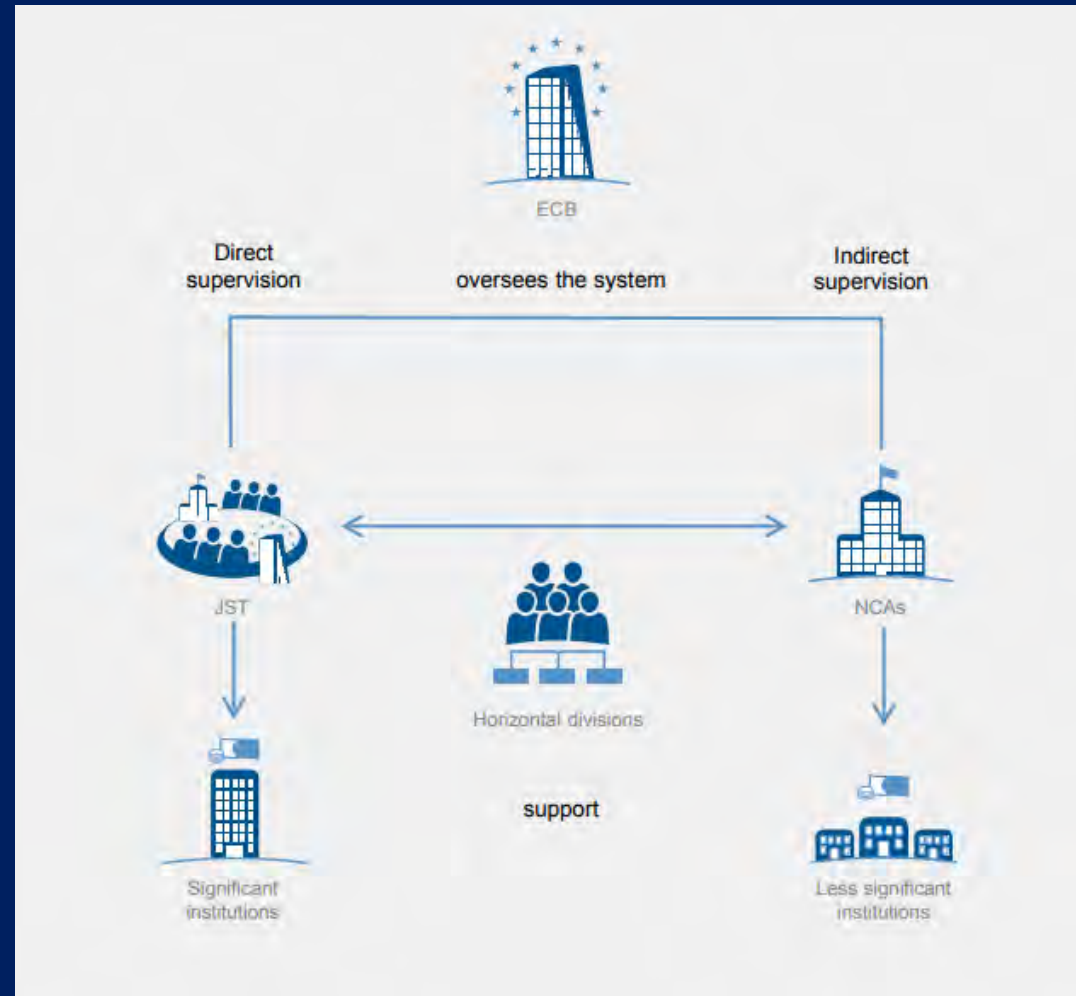 ECB
Direct
supervision
oversees the system
Indirect
supervision
JST
NCAs
Horizontal divisions
support
Significant
institutions
Less significant
institutions